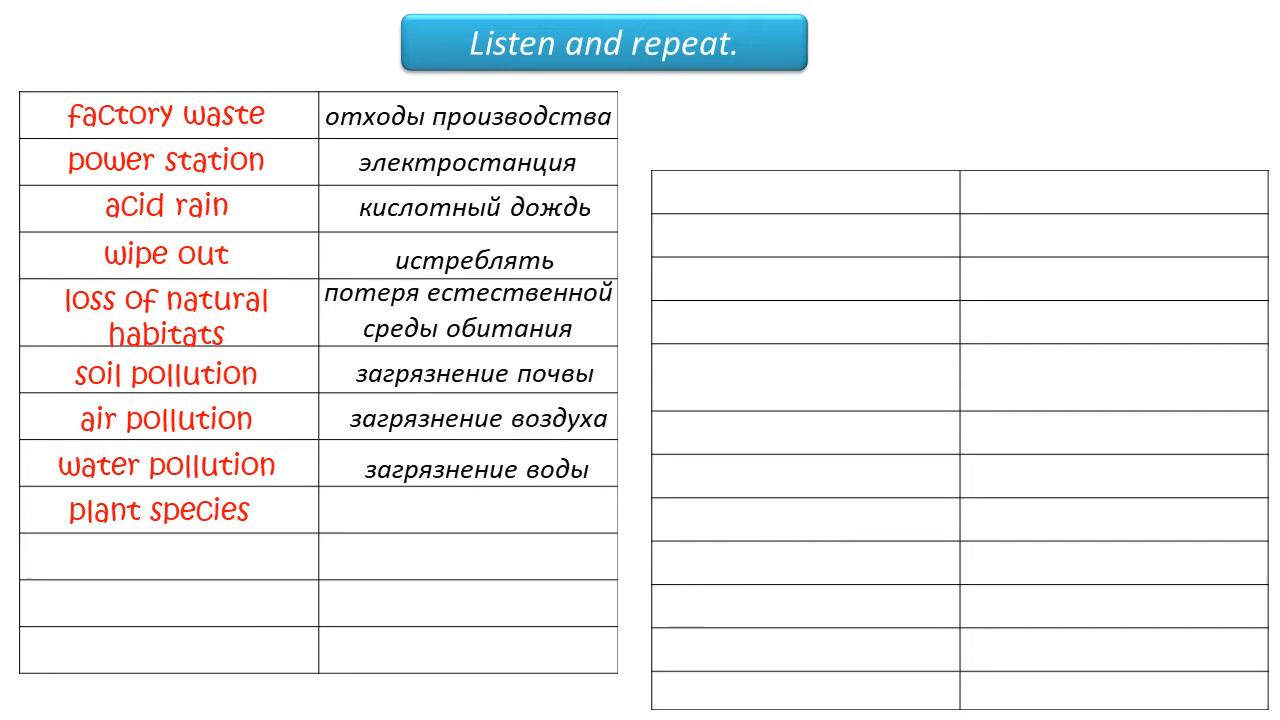 Listen and repeat.
factory waste отходы производства
power station электростанция
acid rain кислотный дождь
wipe out истреблять
loss of natural потеря естественной
habitats среды обитания
soil pollution загрязнение почвы
air pollution загрязнение воздуха
water pollution загрязнение воды
plant species